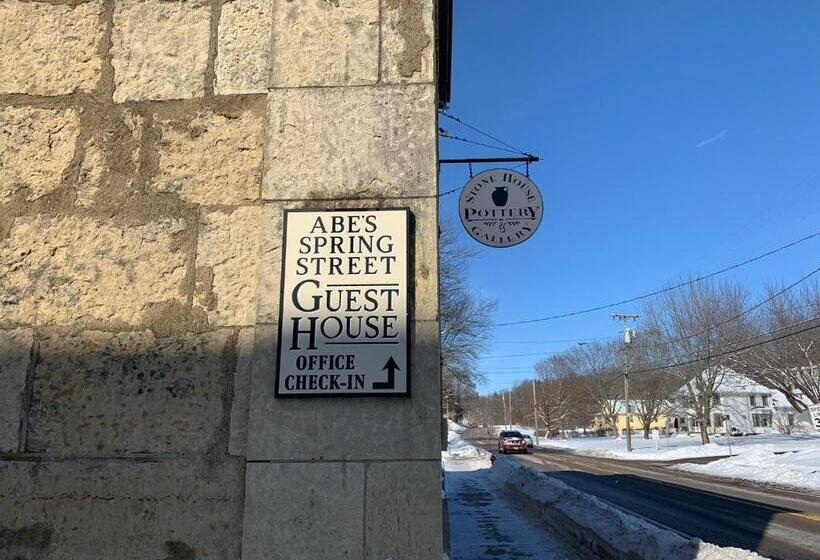 ABE'S
SPRING
STREET
GUEST
HOUSE
OFFICE
CHECK-IN
STONE HOUSE
POTTERY
&
GALLERY